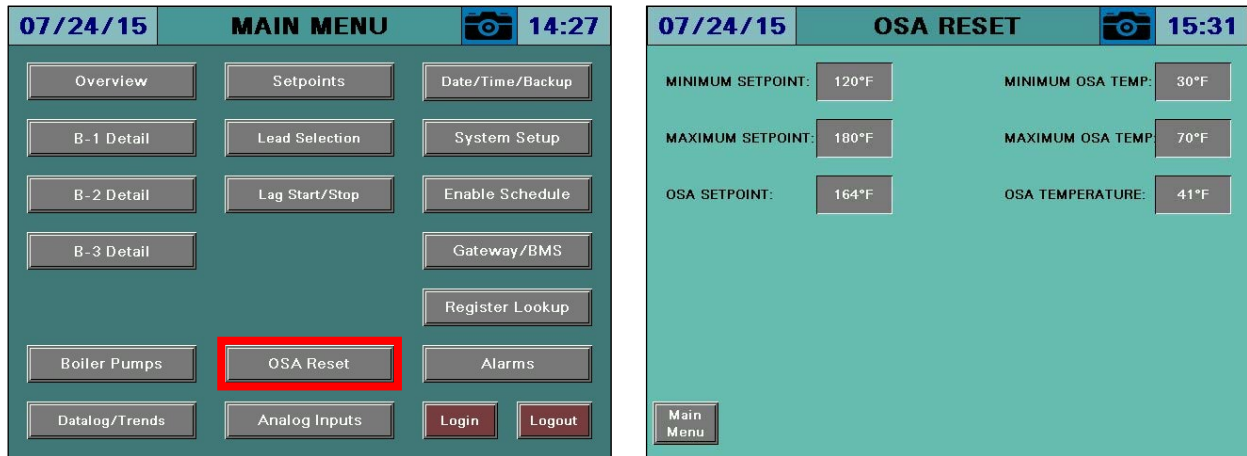 07/24/15 MAIN MENU 14:27
Overview Setpoints Date/Time/Backup
B-1 Detail Lead Selection System Setup
B-2 Detail Lag Start/Stop Enable Schedule
B-3 Detail Gateway/BMS
Register Lookup
Boiler Pumps OSA Reset Alarms
Datalog/Trends Analog Inputs Login Logout
07/24/15 OSA RESET 15:31
MINIMUM SETPOINT: 120°F MINIMUM OSA TEMP: 30°F
MAXIMUM SETPOINT: 180°F MAXIMUM OSA TEMP: 70°F
OSA SETPOINT: 164°F OSA TEMPERATURE: 41°F
Main
Menu